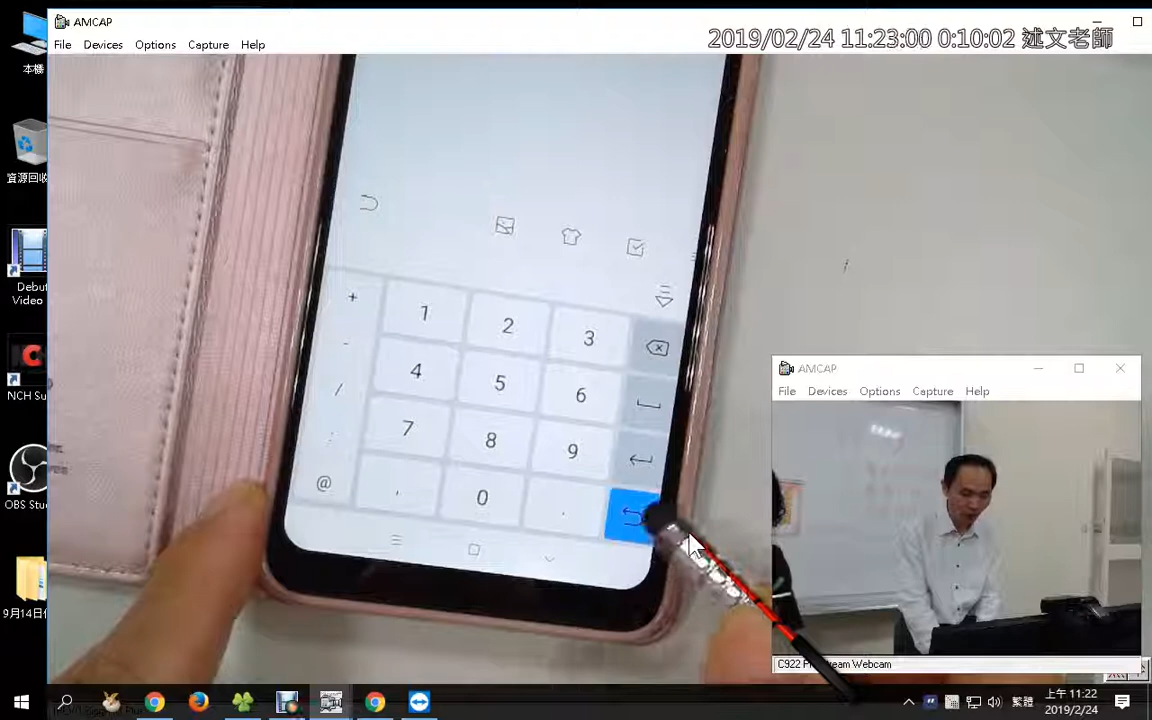 AMCAP
File Devices Options Capture Help
2019/02/24 11:23:00 0:10:02 述文老師
本機
資源回收
Debut
Video
NCH Su
OBS Stu
9月14日
+ 1 2 3
- 4 5 6
/ 7 8 9
:
@ , 0 .
AMCAP
File Devices Options Capture Help
C922 Pro Stream Webcam
繁體
上午 11:22
2019/2/24